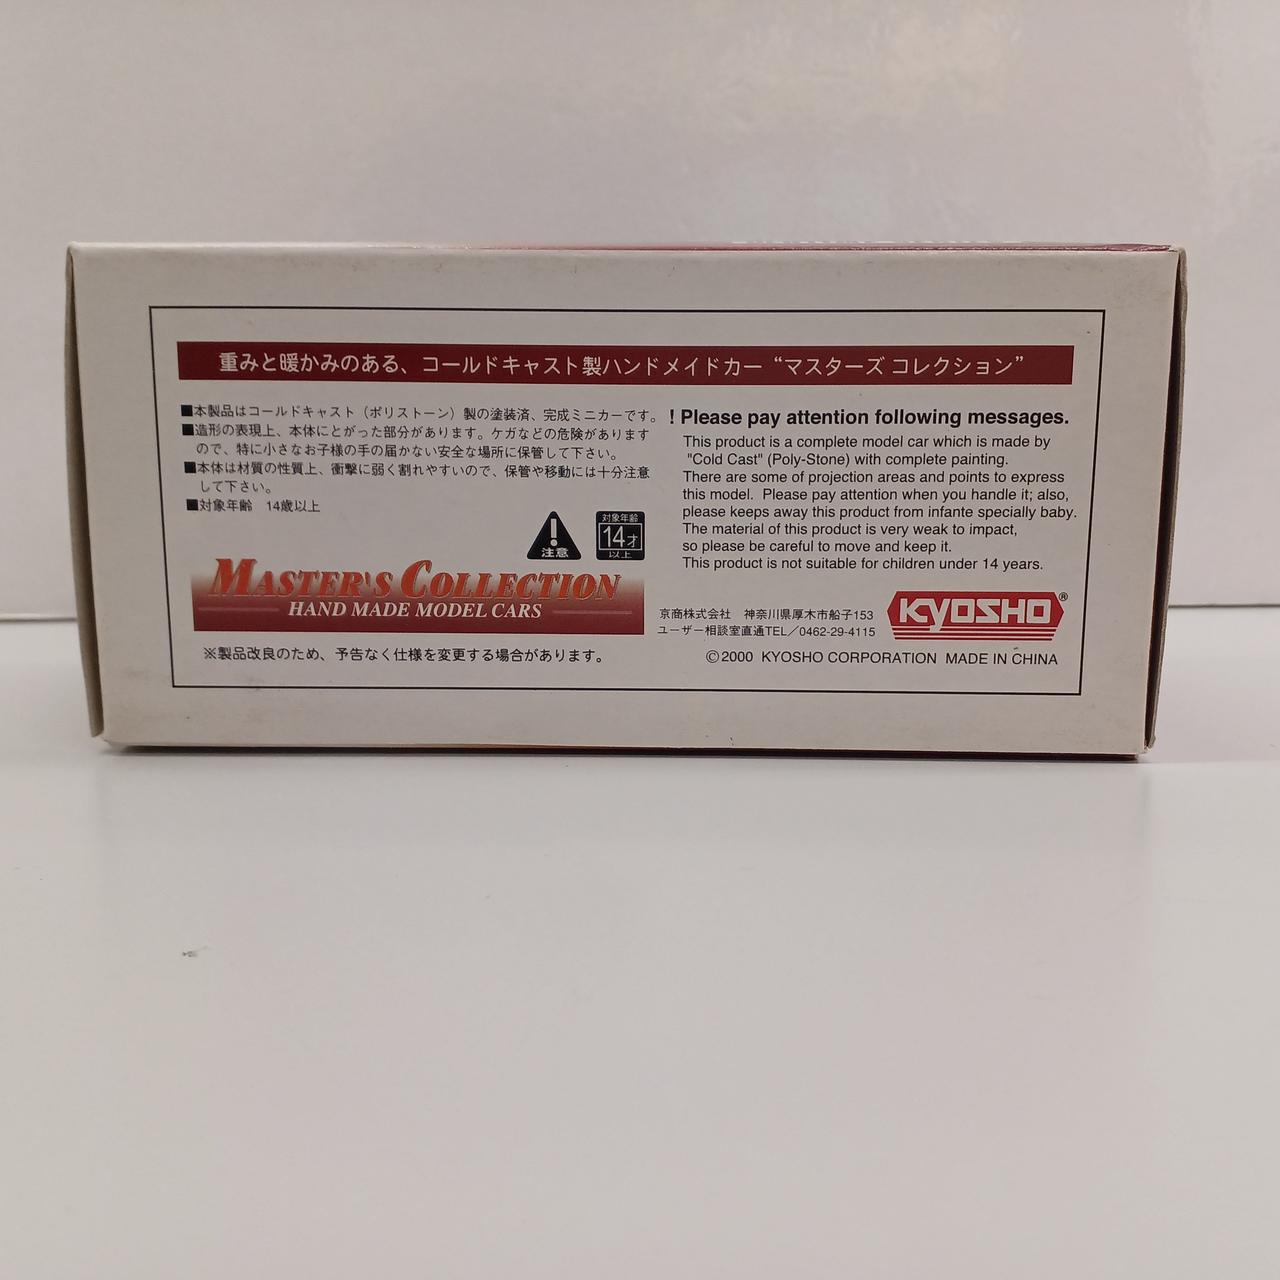 重みと暖かみのある、コールドキャスト製ハンドメイドカー“マスターズ コレクション”
■本製品はコールドキャスト（ポリストーン）製の塗装済、完成ミニカーです。
■造形の表現上、本体にとがった部分があります。ケガなどの危険があります
ので、特に小さなお子様の手の届かない安全な場所に保管して下さい。
■本体は材質の性質上、衝撃に弱く割れやすいので、保管や移動には十分注意
して下さい。
■対象年齢　14歳以上
注意
対象年齢
14才
以上
MASTER'S COLLECTION
HAND MADE MODEL CARS
※製品改良のため、予告なく仕様を変更する場合があります。
! Please pay attention following messages.
This product is a complete model car which is made by
"Cold Cast" (Poly-Stone) with complete painting.
There are some of projection areas and points to express
this model. Please pay attention when you handle it; also,
please keeps away this product from infante specially baby.
The material of this product is very weak to impact,
so please be careful to move and keep it.
This product is not suitable for children under 14 years.
京商株式会社　神奈川県厚木市船子153
ユーザー相談室直通TEL／0462-29-4115
KYOSHO®
©2000 KYOSHO CORPORATION MADE IN CHINA